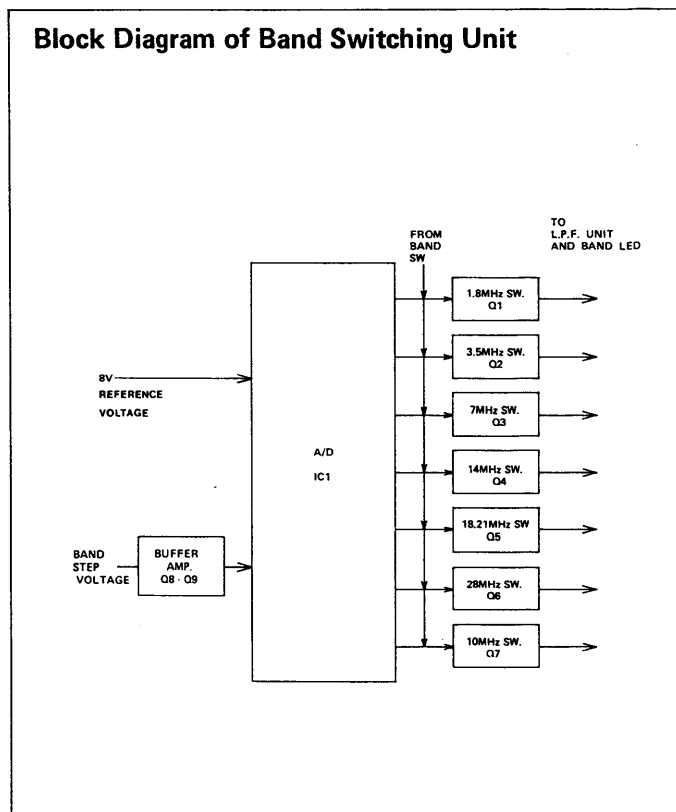 Block Diagram of Band Switching Unit
FROM
BAND
SW
TO
L.P.F. UNIT
AND BAND LED
1.8MHz SW.
Q1
3.5MHz SW.
Q2
8V
REFERENCE
VOLTAGE
7MHz SW.
Q3
A/D
IC1
14MHz SW.
Q4
18.21MHz SW
Q5
BAND
STEP
VOLTAGE
BUFFER
AMP.
Q8 · Q9
28MHz SW.
Q6
10MHz SW.
Q7